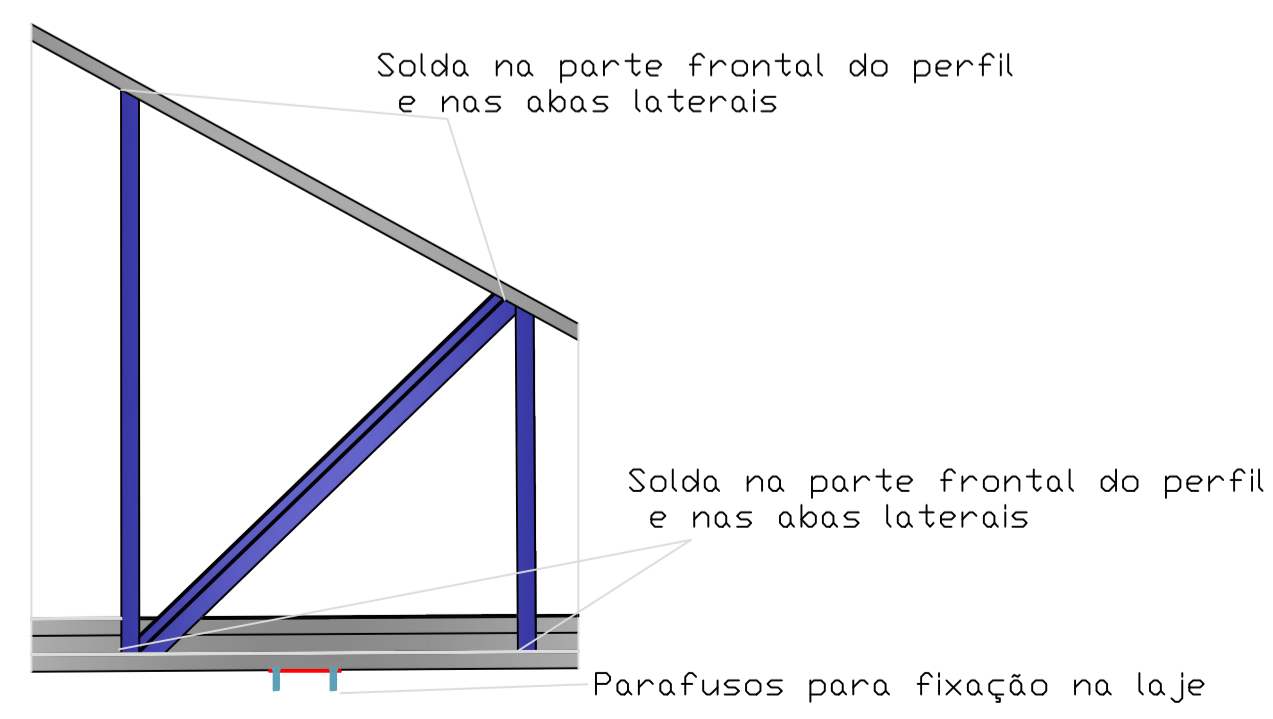 Solda na parte frontal do perfil
e nas abas laterais
Solda na parte frontal do perfil
e nas abas laterais
Parafusos para fixação na laje